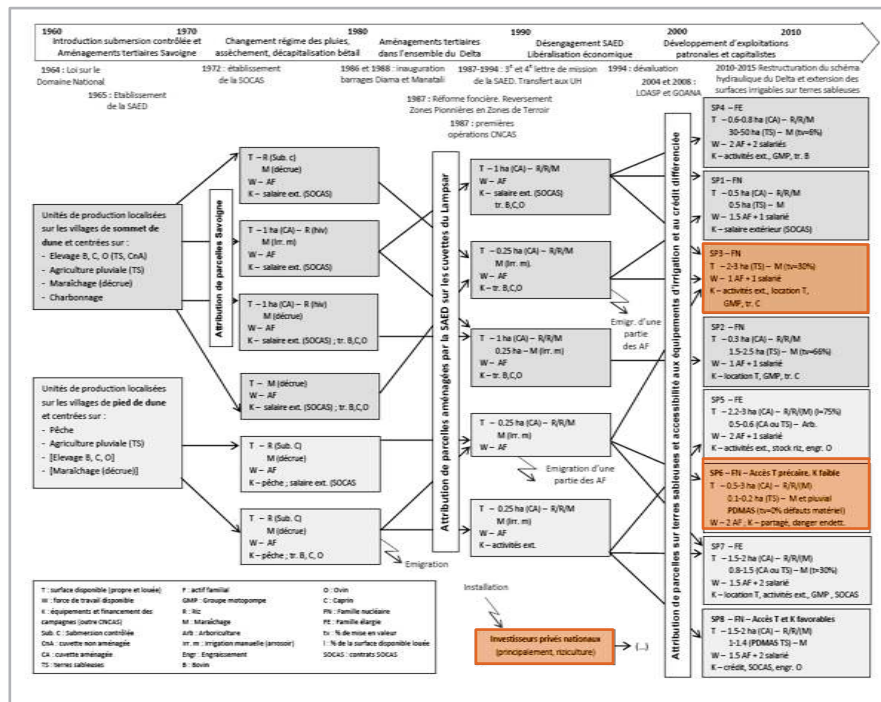 1960 1970 1980 1990 2000 2010
Introduction submersion contrôlée et
Aménagements tertiaires Savoigne
Changement régime des pluies,
assèchement, décapitalisation bétail
Aménagements tertiaires
dans l'ensemble du Delta
Désengagement SAED
Libéralisation économique
Développement d'exploitations
patronales et capitalistes
1964 : Loi sur le
Domaine National
1965 : Etablissement
de la SAED
1972 : établissement
de la SOCAS
1986 et 1988 : inauguration
barrages Diama et Manatali
1987 : Réforme foncière. Reversement
Zones Pionnières en Zones de Terroir
1987 : premières
opérations CNCAS
1987-1994 : 3e et 4e lettre de mission
de la SAED. Transfert aux UH
1994 : dévaluation
2004 et 2008 :
LOASP et GOANA
2010-2015 Restructuration du schéma
hydraulique du Delta et extension des
surfaces irrigables sur terres sableuses
Unités de production localisées
sur les villages de sommet de
dune et centrées sur :
- Elevage B, C, O (TS, CnA)
- Agriculture pluviale (TS)
- Maraîchage (décrue)
- Charbonnage
Unités de production localisées
sur les villages de pied de dune
et centrées sur :
- Pêche
- Agriculture pluviale (TS)
- [Elevage B, C, O]
- [Maraîchage (décrue)]
Attribution de parcelles Savoigne
T – R (Sub. c)
M (décrue)
W – AF
K – salaire ext. (SOCAS)
T – 1 ha (CA) – R (hiv)
M (Irr. m)
W – AF
K – salaire ext. (SOCAS)
T – 1 ha (CA) – R (hiv)
M (décrue)
W – AF
K – salaire ext. (SOCAS) ; tr. B,C,O
T – M (décrue)
W – AF
K – salaire ext. (SOCAS) ; tr. B,C,O
T – R (Sub. C)
M (décrue)
W – AF
K – pêche ; salaire ext. (SOCAS
T – R (Sub. C)
M (décrue)
W – AF
K – pêche ; tr. B, C, O
Emigration
Attribution de parcelles aménagées par la SAED sur les cuvettes du Lampsar
T – 1 ha (CA) – R/R/M
W – AF
K – salaire ext. (SOCAS)
tr. B,C,O
T – 0.25 ha (CA) – R/R/M
M (Irr. m).
W – AF
K – tr. B,C,O
Emigr. d'une
partie
des AF
T – 1 ha (CA) – R/R/M
0.25 ha – M (Irr. m)
W – AF
K – tr. B,C,O
T – 0.25 ha (CA) – R/R/M
M (Irr. m)
W – AF
Emigration d'une
partie des AF
T – 0.25 ha (CA) – R/R/M
M (Irr. m)
W – AF
K – activités ext.
Installation
Investisseurs privés nationaux
(principalement, riziculture)
(...)
Attribution de parcelles sur terres sableuses et accessibilité aux équipements d'irrigation et au crédit différenciée
SP4 – FE
T – 0.6-0.8 ha (CA) – R/R/M
30-50 ha (TS) – M (tv=6%)
W – 2 AF + 2 salariés
K – activités ext., GMP, tr. B
SP1 – FN
T – 0.5 ha (CA) – R/R/M
0.5 ha (TS) – M
W – 1.5 AF + 1 salarié
K – salaire extérieur (SOCAS)
SP3 – FN
T – 2-3 ha (TS) – M (tv=30%)
W – 1 AF + 1 salarié
K – activités ext., location T,
GMP, tr. C
SP2 – FN
T – 0.3 ha (CA) – R/R/M
1.5-2.5 ha (TS) – M (tv=66%)
W – 1 AF + 1 salarié
K – location T, GMP, tr. C
SP5 – FE
T – 2.2-3 ha (CA) – R/R/(M) (l=75%)
0.5-0.6 (CA ou TS) – Arb.
W – 2 AF + 1 salarié
K – activités ext., stock riz, engr. O
SP6 – FN – Accès T précaire, K faible
T – 0.5-3 ha (CA) – R/R/(M)
0.1-0.2 ha (TS) – M et pluvial
PDMAS (tv=0% défauts matériel)
W – 2 AF ; K – partagé, danger endett.
SP7 – FE
T – 1.5-2 ha (CA) – R/R/(M)
0.8-1.5 (CA ou TS) – M (t=30%)
W – 1.5 AF + 2 salarié
K – location T, activités ext., GMP , SOCAS
SP8 – FN – Accès T et K favorables
T – 1.5-2 ha (CA) – R/R/(M)
1-1.4 (PDMAS TS) – M
W – 1.5 AF + 2 salarié
K – crédit, SOCAS, engr. O
T : surface disponible (propre et louée)
W : force de travail disponible
K : équipements et financement des
campagnes (outre CNCAS)
Sub. C : Submersion contrôlée
CnA : cuvette non aménagée
CA : cuvette aménagée
TS : terres sableuses
F : actif familial
GMP : Groupe motopompe
R : Riz
M : Maraîchage
Arb : Arboriculture
Irr. m : Irrigation manuelle (arrosoir)
Engr : Engraissement
B : Bovin
O : Ovin
C : Caprin
FN : Famille nucléaire
FE : Famille élargie
tv : % de mise en valeur
l : % de la surface disponible louée
SOCAS : contrats SOCAS